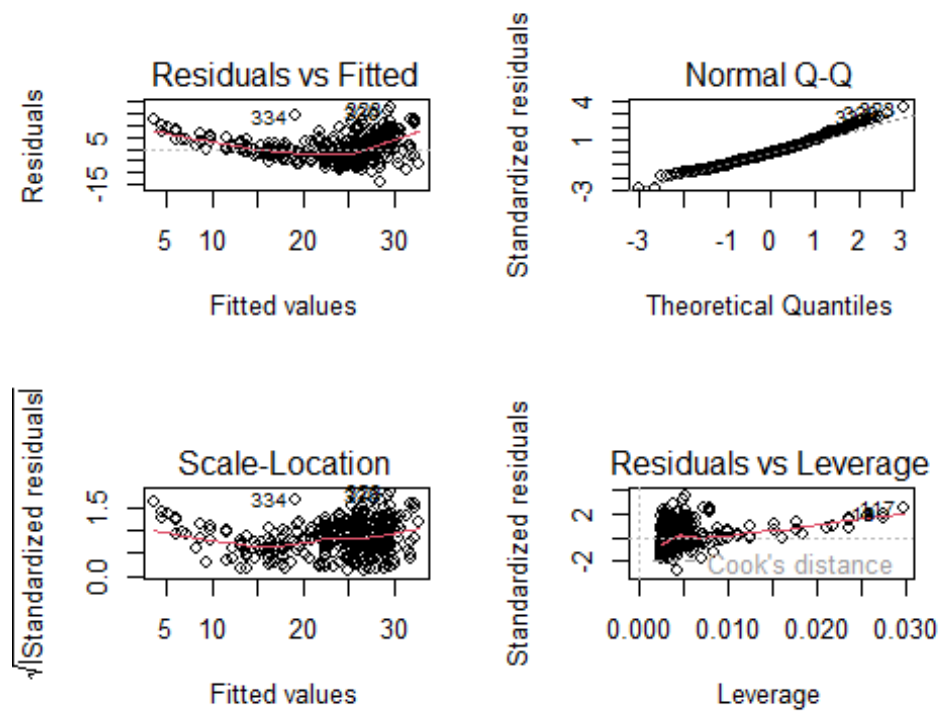 Residuals vs Fitted
Residuals
-15 5
334
5 10 20 30
Fitted values
Normal Q-Q
Standardized residuals
-3 1 4
-3 -1 0 1 2 3
Theoretical Quantiles
Scale-Location
√|Standardized residuals|
0.0 1.5
334
5 10 20 30
Fitted values
Residuals vs Leverage
Standardized residuals
-2 2
117
Cook's distance
0.000 0.010 0.020 0.030
Leverage